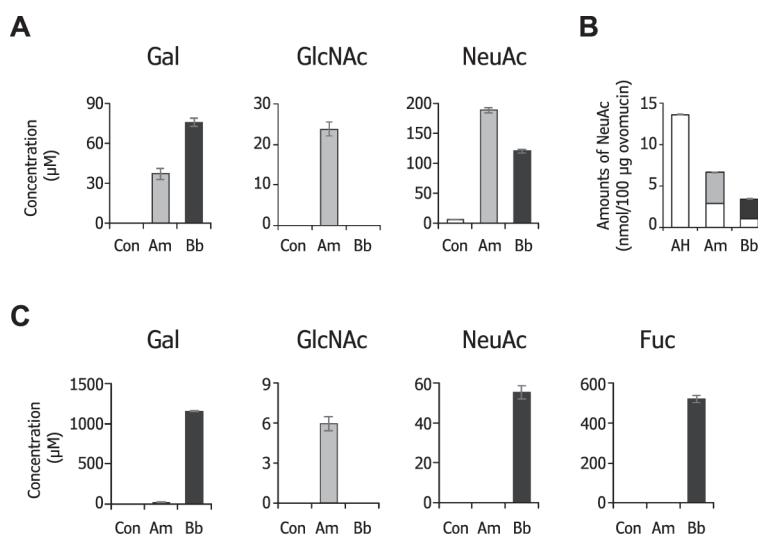 A
B
Gal
GlcNAc
NeuAc
Concentration
(μM)
90
60
30
0
Con Am Bb
30
20
10
0
Con Am Bb
200
150
100
50
0
Con Am Bb
Amounts of NeuAc
(nmol/100 μg ovomucin)
15
10
5
0
AH Am Bb
C
Gal
GlcNAc
NeuAc
Fuc
Concentration
(μM)
1500
1000
500
0
Con Am Bb
9
6
3
0
Con Am Bb
60
40
20
0
Con Am Bb
600
400
200
0
Con Am Bb